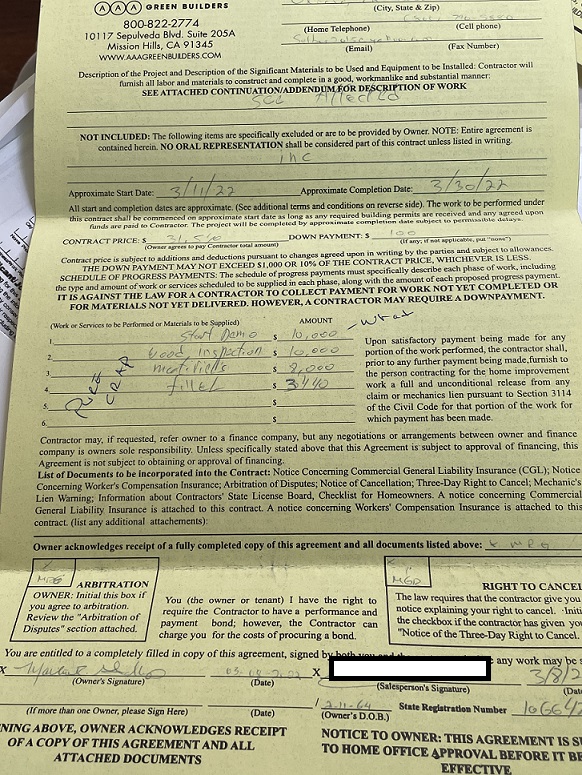 AAA GREEN BUILDERS
800-822-2774
10117 Sepulveda Blvd. Suite 205A
Mission Hills, CA 91345
WWW.AAAGREENBUILDERS.COM
(City, State & Zip)
(Home Telephone) (Cell phone)
(Email) (Fax Number)
Description of the Project and Description of the Significant Materials to be Used and Equipment to be Installed: Contractor will
furnish all labor and materials to construct and complete in a good, workmanlike and substantial manner:
SEE ATTACHED CONTINUATION/ADDENDUM FOR DESCRIPTION OF WORK
See Attached
NOT INCLUDED: The following items are specifically excluded or are to be provided by Owner. NOTE: Entire agreement is
contained herein. NO ORAL REPRESENTATION shall be considered part of this contract unless listed in writing.
inc
Approximate Start Date: 3/11/22 Approximate Completion Date: 3/30/22
All start and completion dates are approximate. (See additional terms and conditions on reverse side). The work to be performed under
this contract shall be commenced on approximate start date as long as any required building permits are received and any agreed upon
funds are paid to Contractor. The project will be completed by approximate completion date subject to permissible delays.
CONTRACT PRICE: $ DOWN PAYMENT: $ 100
(Owner agrees to pay Contractor total amount) (If any; if not applicable, put "none")
Contract price is subject to additions and deductions pursuant to changes agreed upon in writing by the parties and subject to allowances.
THE DOWN PAYMENT MAY NOT EXCEED $1,000 OR 10% OF THE CONTRACT PRICE, WHICHEVER IS LESS.
SCHEDULE OF PROGRESS PAYMENTS: The schedule of progress payments must specifically describe each phase of work, including
the type and amount of work or services scheduled to be supplied in each phase, along with the amount of each proposed progress payment.
IT IS AGAINST THE LAW FOR A CONTRACTOR TO COLLECT PAYMENT FOR WORK NOT YET COMPLETED OR
FOR MATERIALS NOT YET DELIVERED. HOWEVER, A CONTRACTOR MAY REQUIRE A DOWNPAYMENT.
(Work or Services to be Performed or Materials to be Supplied) AMOUNT
1. Start Demo $ 10,000 - what
2. Wood, inspection $ 10,000
3. $ 8,000
4. $ 3440
5. $
6. $
Upon satisfactory payment being made for any
portion of the work performed, the contractor shall,
prior to any further payment being made, furnish to
the person contracting for the home improvement
work a full and unconditional release from any
claim or mechanics lien pursuant to Section 3114
of the Civil Code for that portion of the work for
which payment has been made.
Contractor may, if requested, refer owner to a finance company, but any negotiations or arrangements between owner and finance
company is owners sole responsibility. Unless specifically stated above that this Agreement is subject to approval of financing, this
Agreement is not subject to obtaining or approval of financing.
List of Documents to be incorporated into the Contract: Notice Concerning Commercial General Liability Insurance (CGL); Notice
Concerning Worker's Compensation Insurance; Arbitration of Disputes; Notice of Cancellation; Three-Day Right to Cancel; Mechanic's
Lien Warning; Information about Contractors' State License Board, Checklist for Homeowners. A notice concerning Commercial
General Liability Insurance is attached to this contract. A notice concerning Workers' Compensation Insurance is attached to this
contract. (list any additional attachements):
Owner acknowledges receipt of a fully completed copy of this agreement and all documents listed above: x
ARBITRATION
OWNER: Initial this box if
you agree to arbitration.
Review the "Arbitration of
Disputes" section attached.
You (the owner or tenant) I have the right to
require the Contractor to have a performance and
payment bond; however, the Contractor can
charge you for the costs of procuring a bond.
RIGHT TO CANCEL
The law requires that the contractor give you
notice explaining your right to cancel. Initi
the checkbox if the contractor has given yo
"Notice of the Three-Day Right to Cancel.
You are entitled to a completely filled in copy of this agreement, signed by both you and the any work may be
X X 3/8/2
(Owner's Signature) (Date) (Salesperson's Signature) (Dat
(If more than One Owner, please Sign Here) (Date) (Owner's D.O.B.) State Registration Number
NING ABOVE, OWNER ACKNOWLEDGES RECEIPT
OF A COPY OF THIS AGREEMENT AND ALL
ATTACHED DOCUMENTS
NOTICE TO OWNER: THIS AGREEMENT IS SU
TO HOME OFFICE APPROVAL BEFORE IT BE
EFFECTIVE